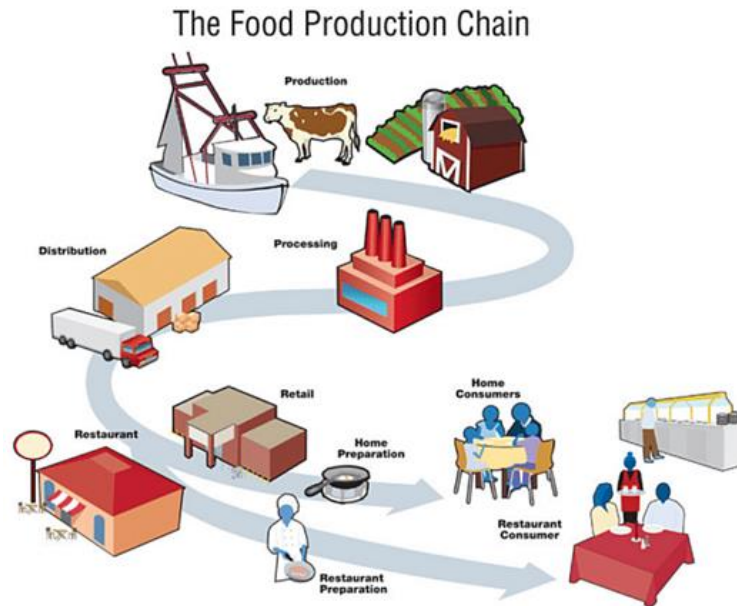 The Food Production Chain
Production
Distribution
Processing
Retail
Home
Consumers
Restaurant
Home
Preparation
Restaurant
Consumer
Restaurant
Preparation